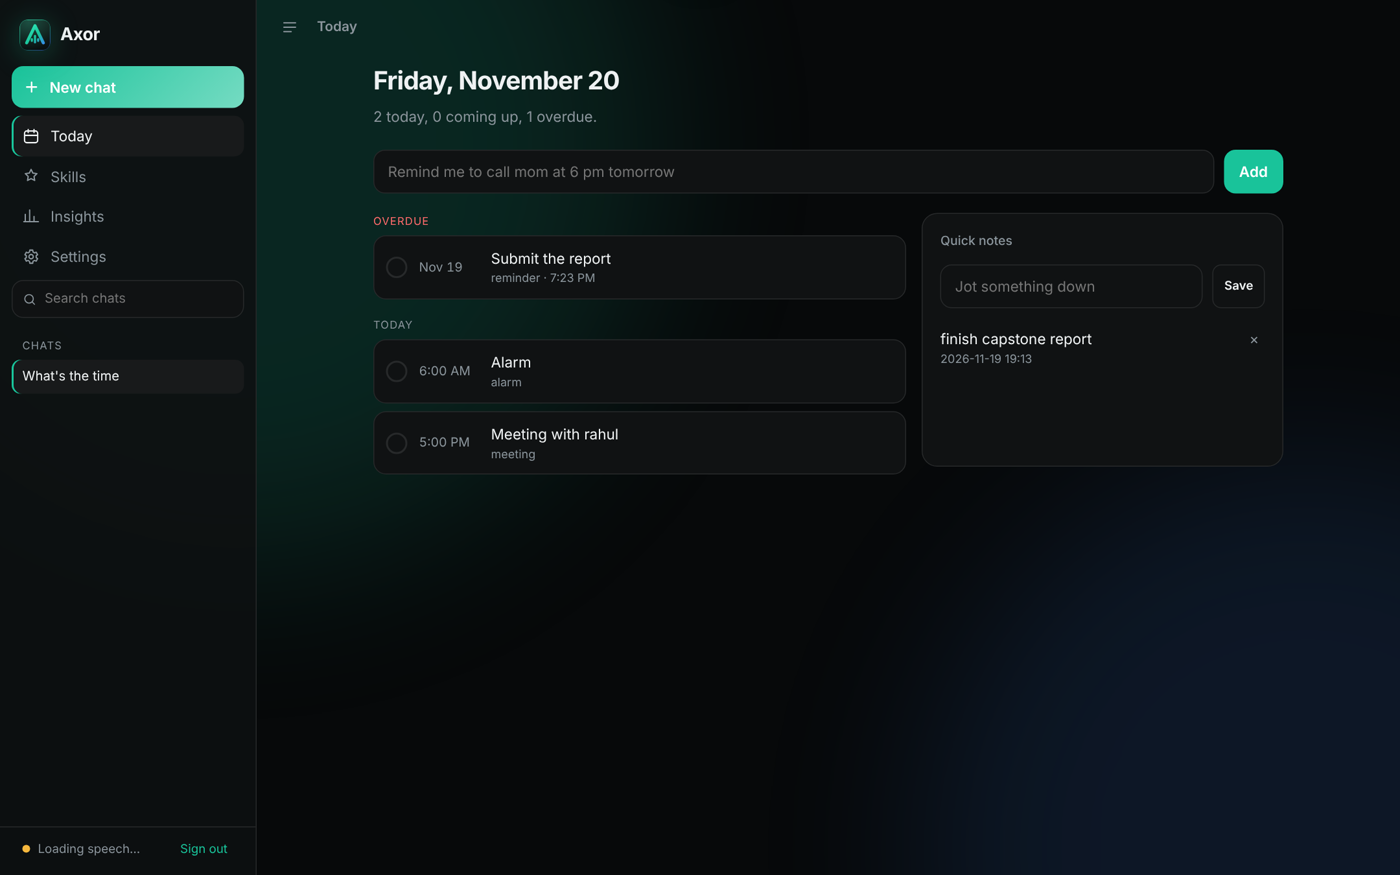 Axor
New chat
Today
Skills
Insights
Settings
Search chats
CHATS
What's the time
Loading speech...
Sign out
Today
Friday, November 20
2 today, 0 coming up, 1 overdue.
Remind me to call mom at 6 pm tomorrow
Add
OVERDUE
Nov 19
Submit the report
reminder · 7:23 PM
TODAY
6:00 AM
Alarm
alarm
5:00 PM
Meeting with rahul
meeting
Quick notes
Jot something down
Save
finish capstone report
×
2026-11-19 19:13